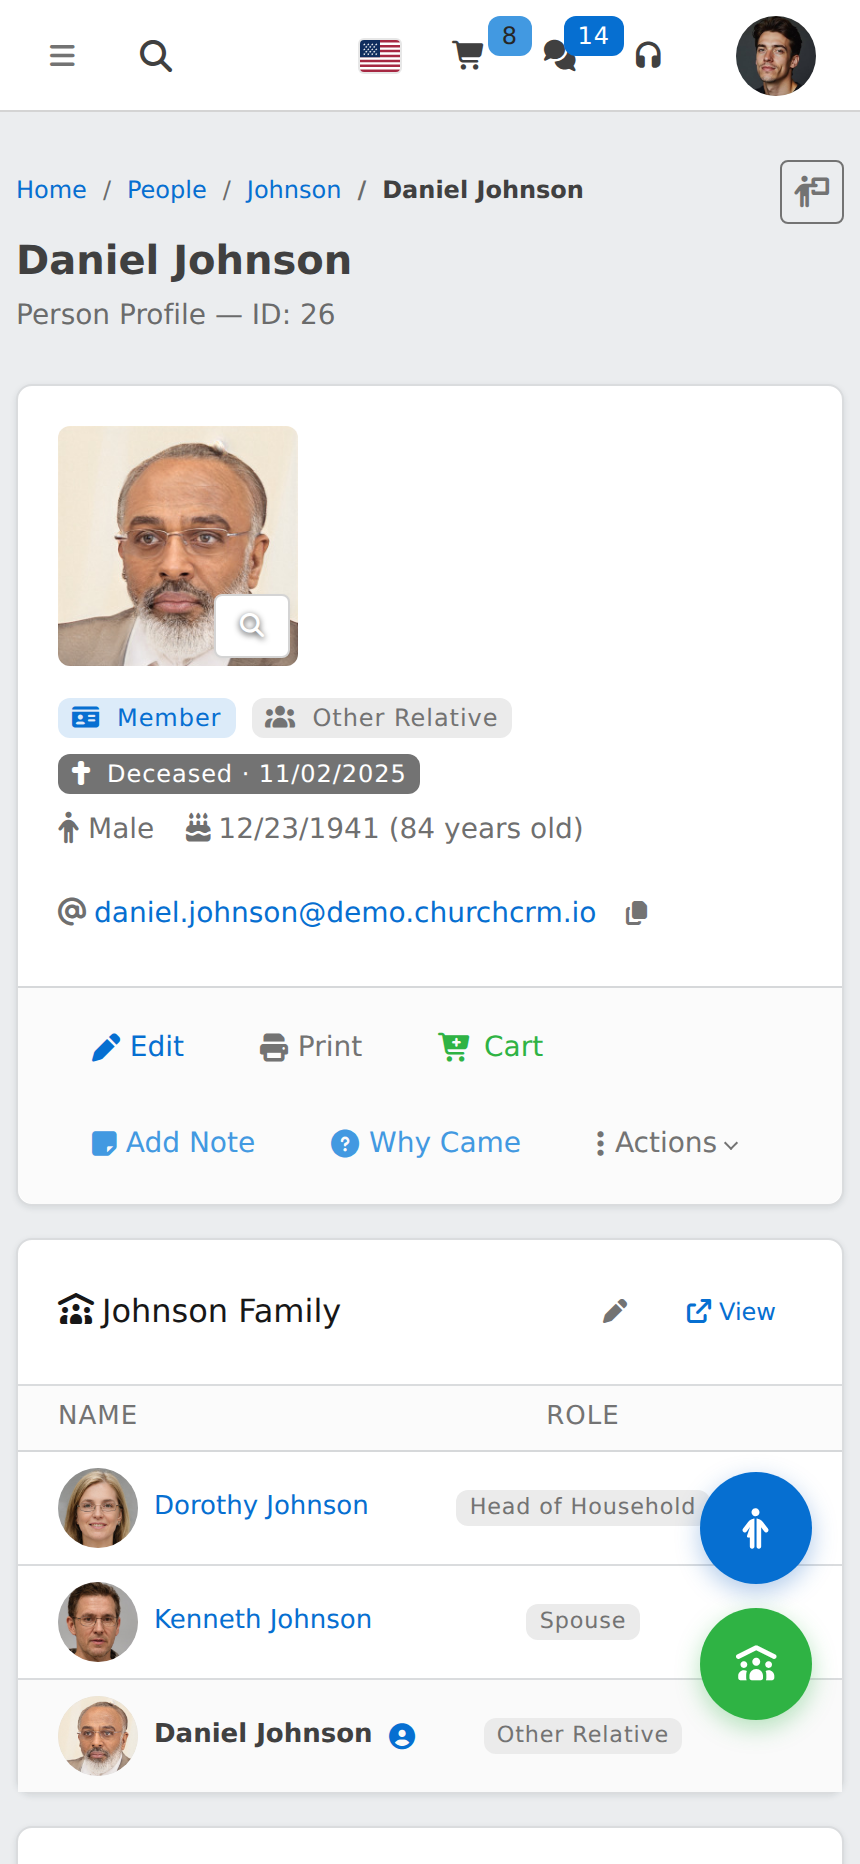 8
14
Home / People / Johnson / Daniel Johnson
Daniel Johnson
Person Profile — ID: 26
Member
Other Relative
Deceased · 11/02/2025
Male 12/23/1941 (84 years old)
daniel.johnson@demo.churchcrm.io
Edit Print Cart
Add Note Why Came Actions
Johnson Family View
NAME ROLE
Dorothy Johnson Head of Household
Kenneth Johnson Spouse
Daniel Johnson Other Relative